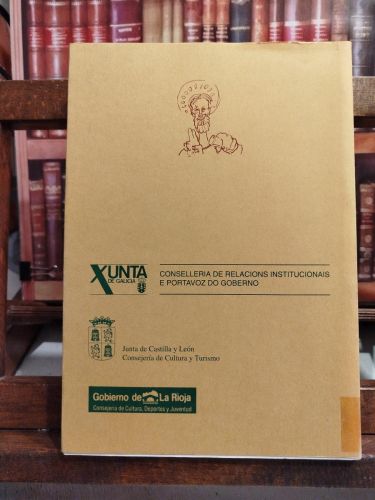 XUNTA
DE GALICIA
CONSELLERIA DE RELACIONS INSTITUCIONAIS
E PORTAVOZ DO GOBERNO
Junta de Castilla y León
Consejería de Cultura y Turismo
Gobierno de La Rioja
Consejería de Cultura, Deportes y Juventud